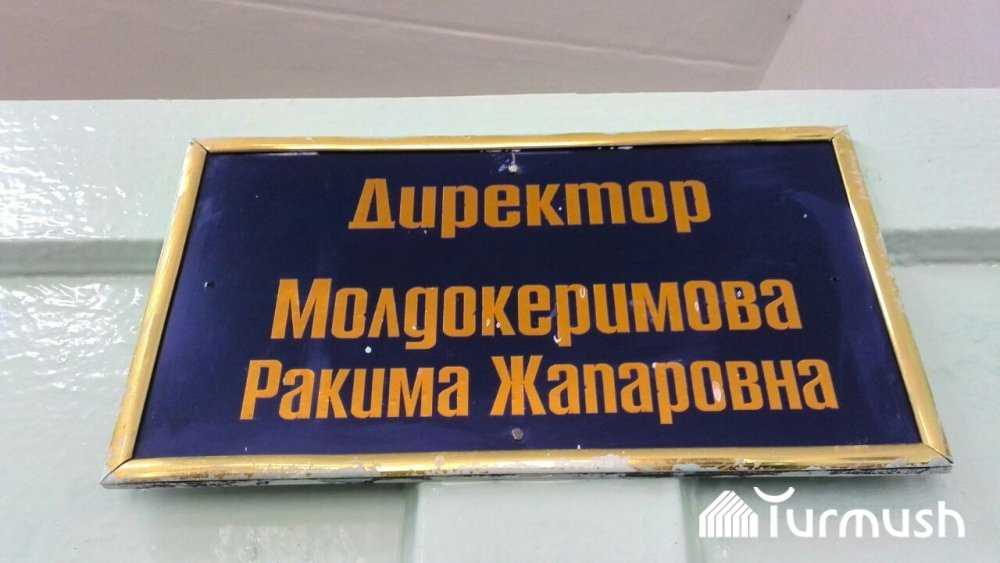 Директор
Молдокеримова
Ракима Жапаровна
Turmush